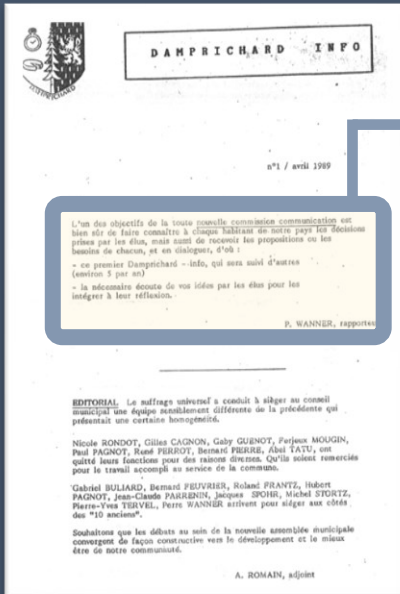 DAMPRICHARD
DAMPRICHARD INFO
n°1 / avril 1989
L'un des objectifs de la toute nouvelle commission communication est
bien sûr de faire connaître à chaque habitant de notre pays les décisions
prises par les élus, mais aussi de recevoir les propositions ou les
besoins de chacun, et en dialoguer, d'où :
- ce premier Damprichard - info, qui sera suivi d'autres
(environ 5 par an)
- la nécessaire écoute de vos idées par les élus pour les
intégrer à leur réflexion.
P. WANNER, rapporteu
EDITORIAL Le suffrage universel a conduit à siéger au conseil
municipal une équipe sensiblement différente de la précédente qui
présentait une certaine homogénéité.
Nicole RONDOT, Gilles CAGNON, Gaby GUENOT, Ferjeux MOUGIN,
Paul PAGNOT, René PERROT, Bernard PIERRE, Abel TATU, ont
quitté leurs fonctions pour des raisons diverses. Qu'ils soient remerciés
pour le travail accompli au service de la commune.
Gabriel BULIARD, Bernard FEUVRIER, Roland FRANTZ, Hubert
PAGNOT, Jean-Claude PARRENIN, Jacques SPOHR, Michel STORTZ,
Pierre-Yves TERVEL, Perre WANNER arrivent pour siéger aux côtés
des "10 anciens".
Souhaitons que les débats au sein de la nouvelle assemblée municipale
convergent de façon constructive vers le développement et le mieux
être de notre communauté.
A. ROMAIN, adjoint